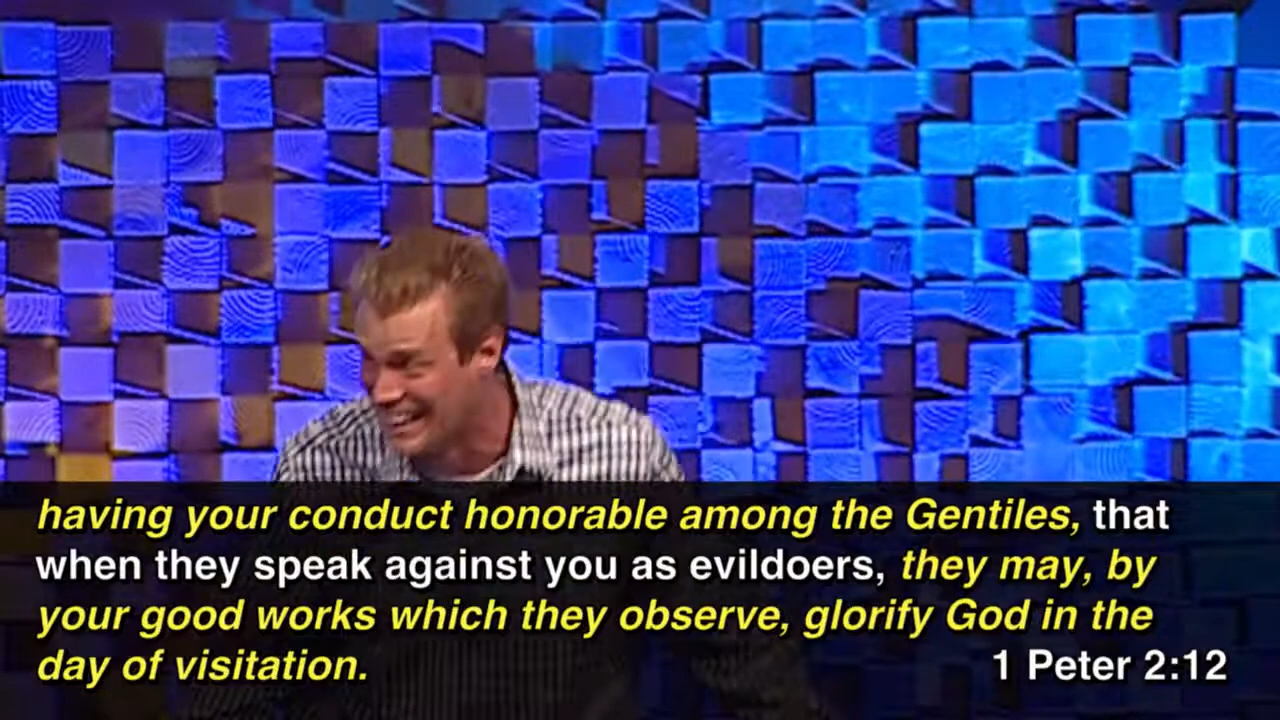 having your conduct honorable among the Gentiles, that
when they speak against you as evildoers, they may, by
your good works which they observe, glorify God in the
day of visitation.
1 Peter 2:12